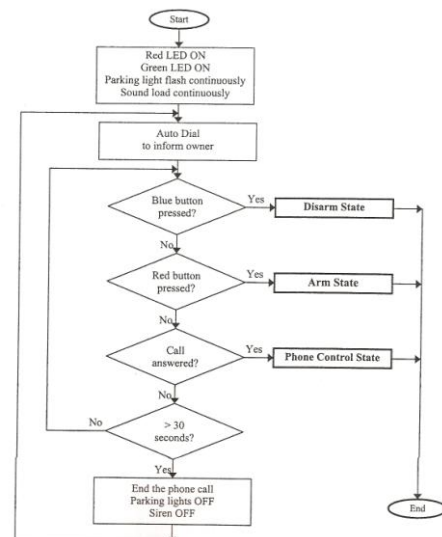 Start
Red LED ON
Green LED ON
Parking light flash continuously
Sound load continuously
Auto Dial
to inform owner
Blue button
pressed?
Yes
Disarm State
No
Red button
pressed?
Yes
Arm State
No
Call
answered?
Yes
Phone Control State
No
> 30
seconds?
No
Yes
End the phone call
Parking lights OFF
Siren OFF
End